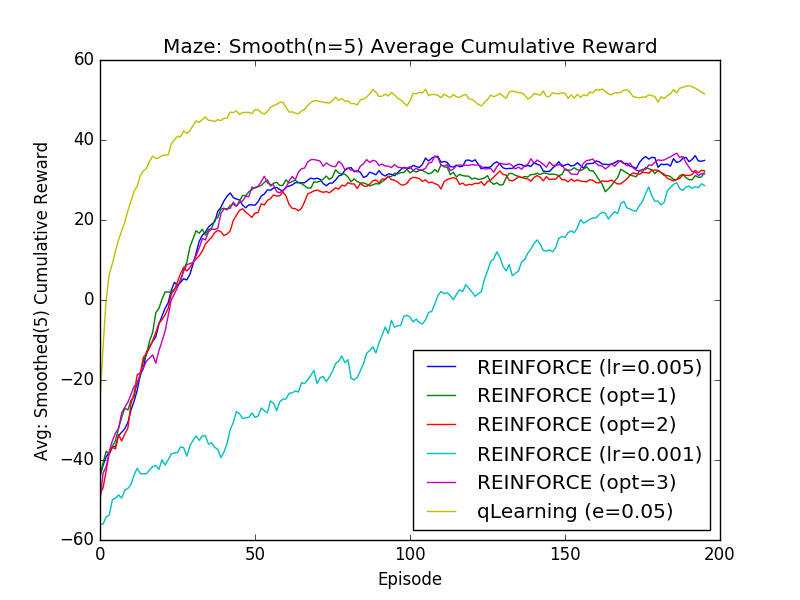 Maze: Smooth(n=5) Average Cumulative Reward
Avg: Smoothed(5) Cumulative Reward
60
40
20
0
−20
−40
−60
REINFORCE (lr=0.005)
REINFORCE (opt=1)
REINFORCE (opt=2)
REINFORCE (lr=0.001)
REINFORCE (opt=3)
qLearning (e=0.05)
0 50 100 150 200
Episode